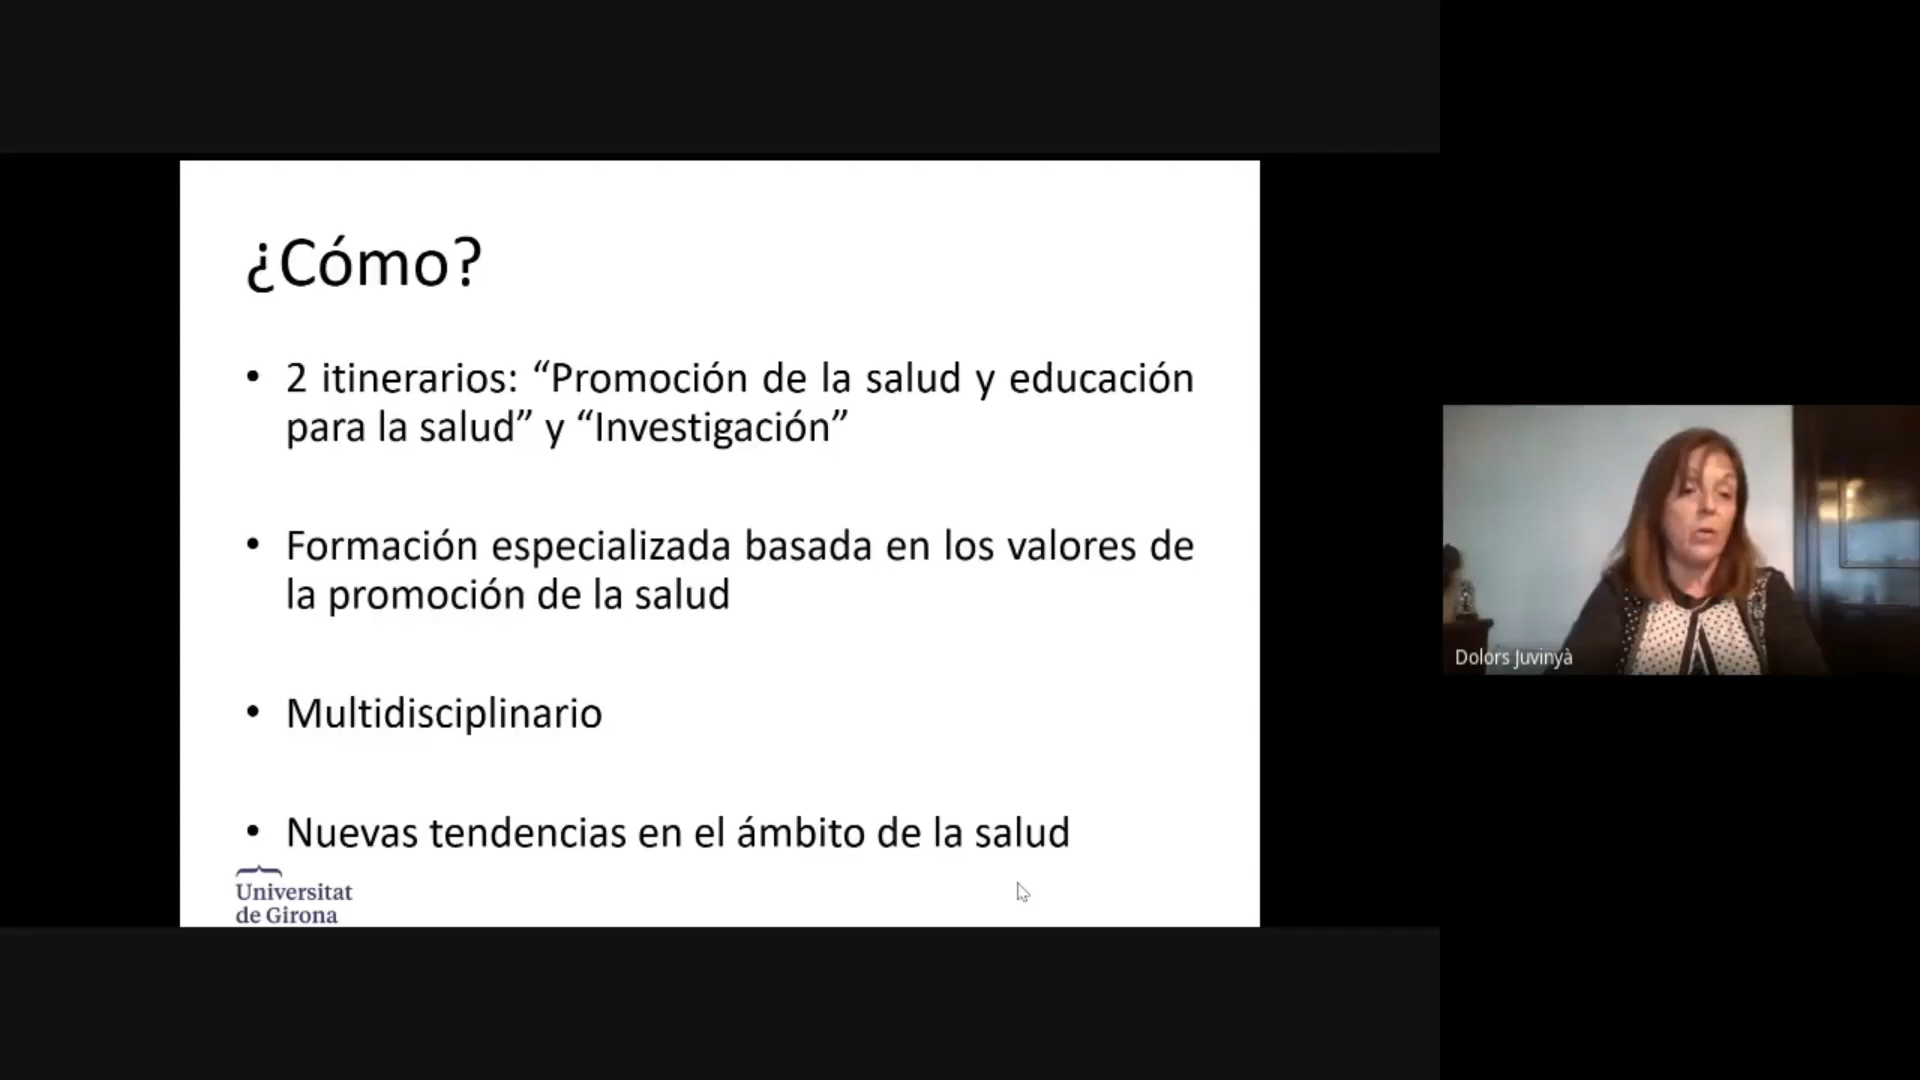 ¿Cómo?
• 2 itinerarios: “Promoción de la salud y educación
para la salud” y “Investigación”
• Formación especializada basada en los valores de
la promoción de la salud
• Multidisciplinario
• Nuevas tendencias en el ámbito de la salud
Universitat
de Girona
Dolors Juvinyà